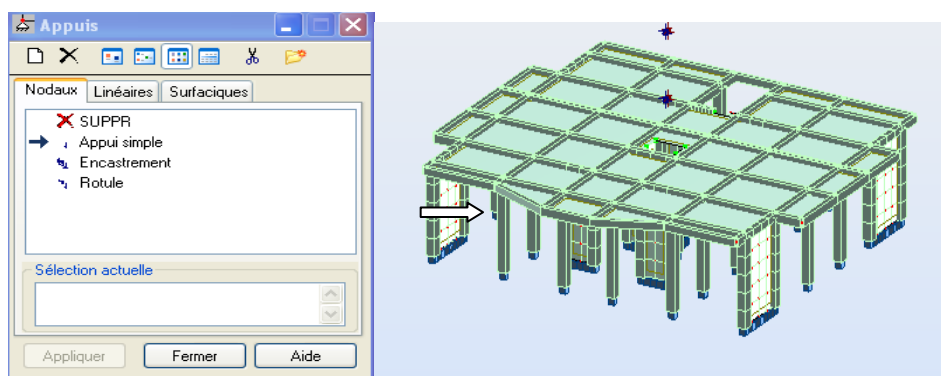 Appuis
Nodaux Linéaires Surfaciques
SUPPR
Appui simple
Encastrement
Rotule
Sélection actuelle
Appliquer Fermer Aide